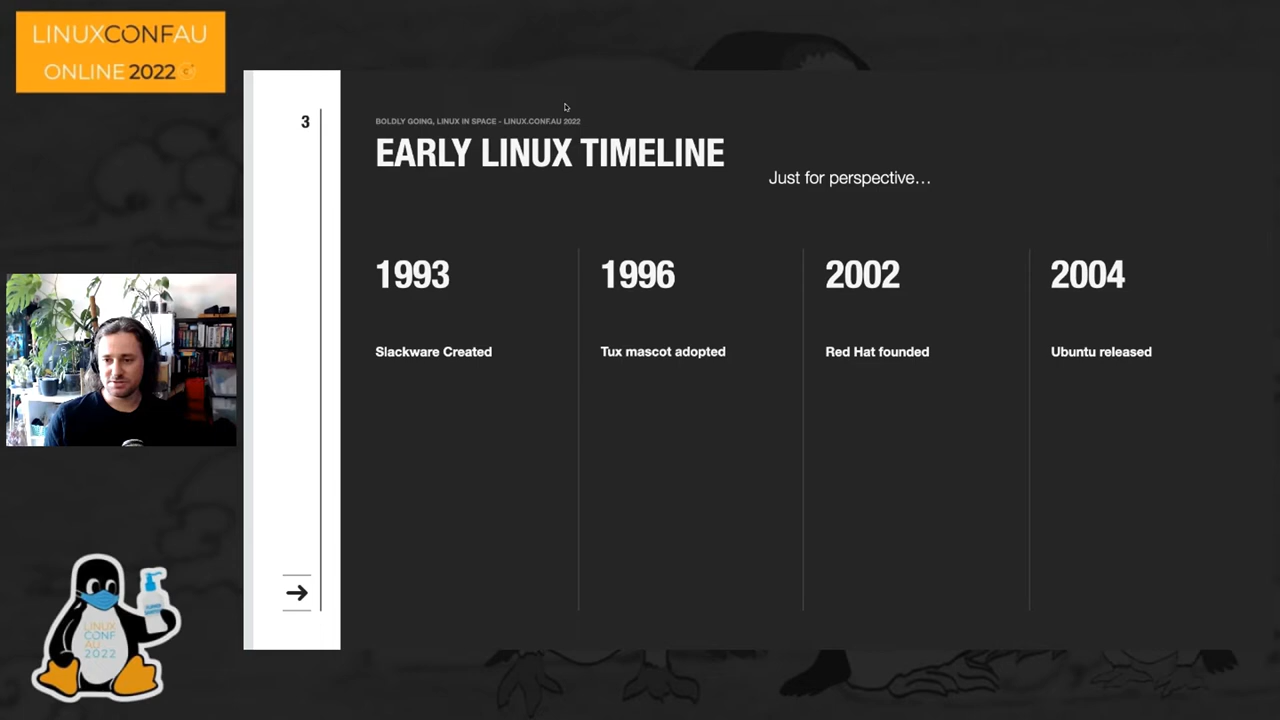 LINUXCONFAU
ONLINE 2022
3
BOLDLY GOING, LINUX IN SPACE - LINUX.CONF.AU 2022
EARLY LINUX TIMELINE
Just for perspective…
1993
1996
2002
2004
Slackware Created
Tux mascot adopted
Red Hat founded
Ubuntu released
LINUX
CONF
AU
2022